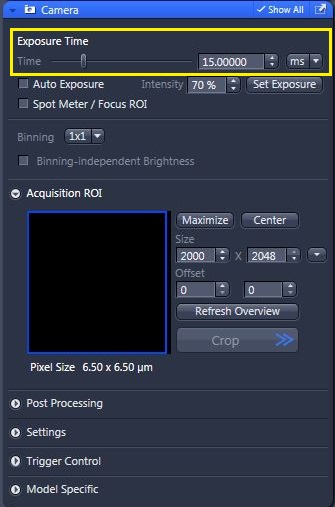 Camera Show All
Exposure Time
Time 15.00000 ms
Auto Exposure Intensity 70 % Set Exposure
Spot Meter / Focus ROI
Binning 1x1
Binning-independent Brightness
Acquisition ROI
Maximize Center
Size
2000 X 2048
Offset
0 0
Refresh Overview
Crop
Pixel Size 6.50 x 6.50 µm
Post Processing
Settings
Trigger Control
Model Specific